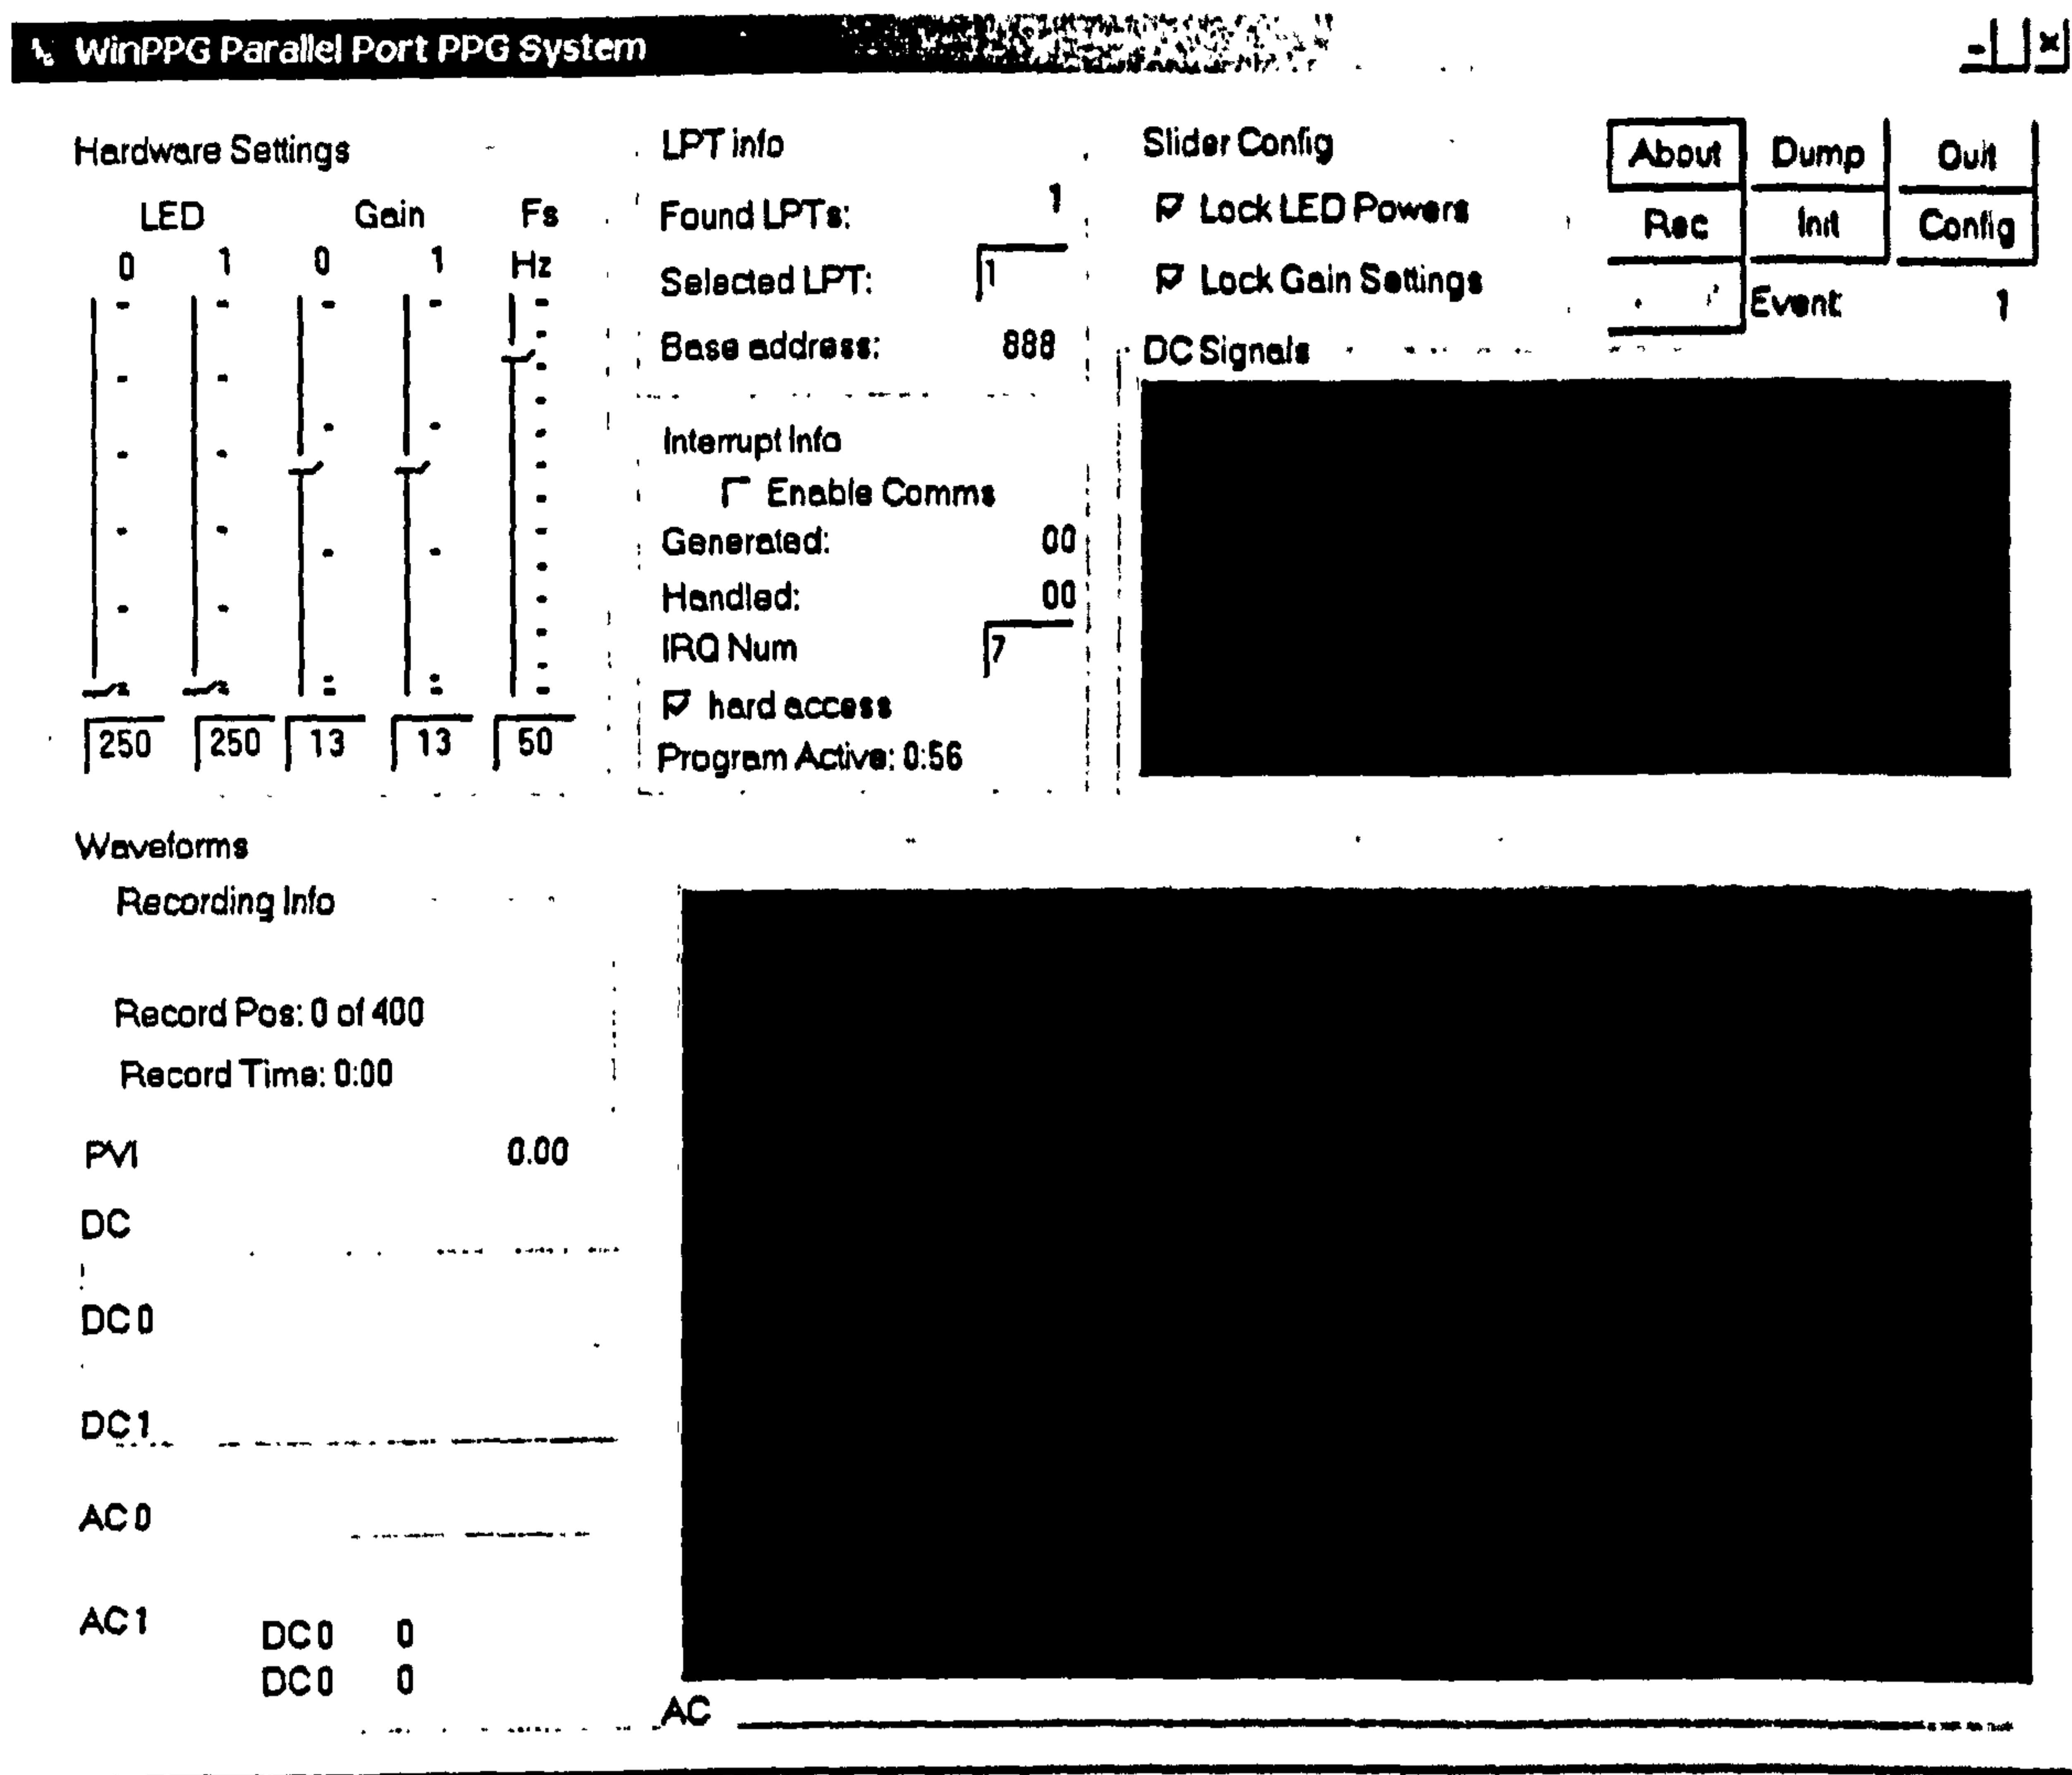 WinPPG Parallel Port PPG System
Hardware Settings
LED Gain Fs
0 1 0 1 Hz
250 250 13 13 50
LPT info
Found LPTs: 1
Selected LPT: 1
Base address: 888
Interrupt Info
Enable Comms
Generated: 00
Handled: 00
IRQ Num 7
hard access
Program Active: 0:56
Slider Config
Lock LED Powers
Lock Gain Settings
About Dump Quit
Rec Init Config
Event 1
DC Signals
Waveforms
Recording Info
Record Pos: 0 of 400
Record Time: 0:00
PVI 0.00
DC
DC 0
DC 1
AC 0
AC 1
DC 0 0
DC 0 0
AC